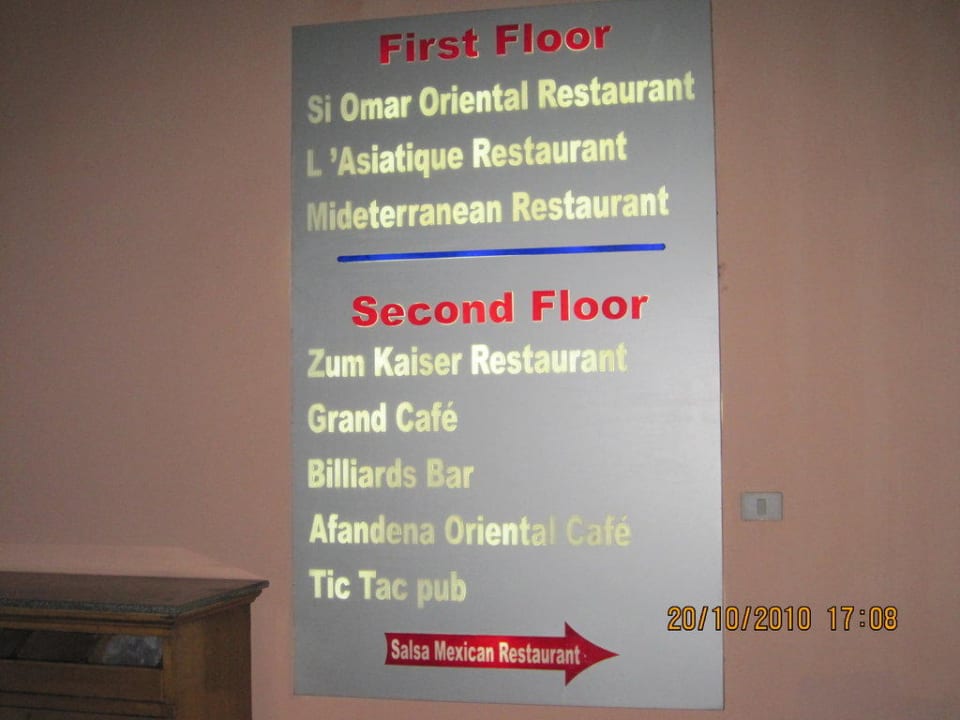 First Floor
Si Omar Oriental Restaurant
L 'Asiatique Restaurant
Mideterranean Restaurant
Second Floor
Zum Kaiser Restaurant
Grand Café
Billiards Bar
Afandena Oriental Café
Tic Tac pub
Salsa Mexican Restaurant
20/10/2010 17:08